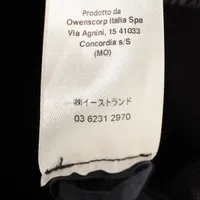 Prodotto da
Owenscorp Italia Spa
Via Agnini, 15 41033
Concordia s/S
(MO)
㈱イーストランド
03 6231 2970